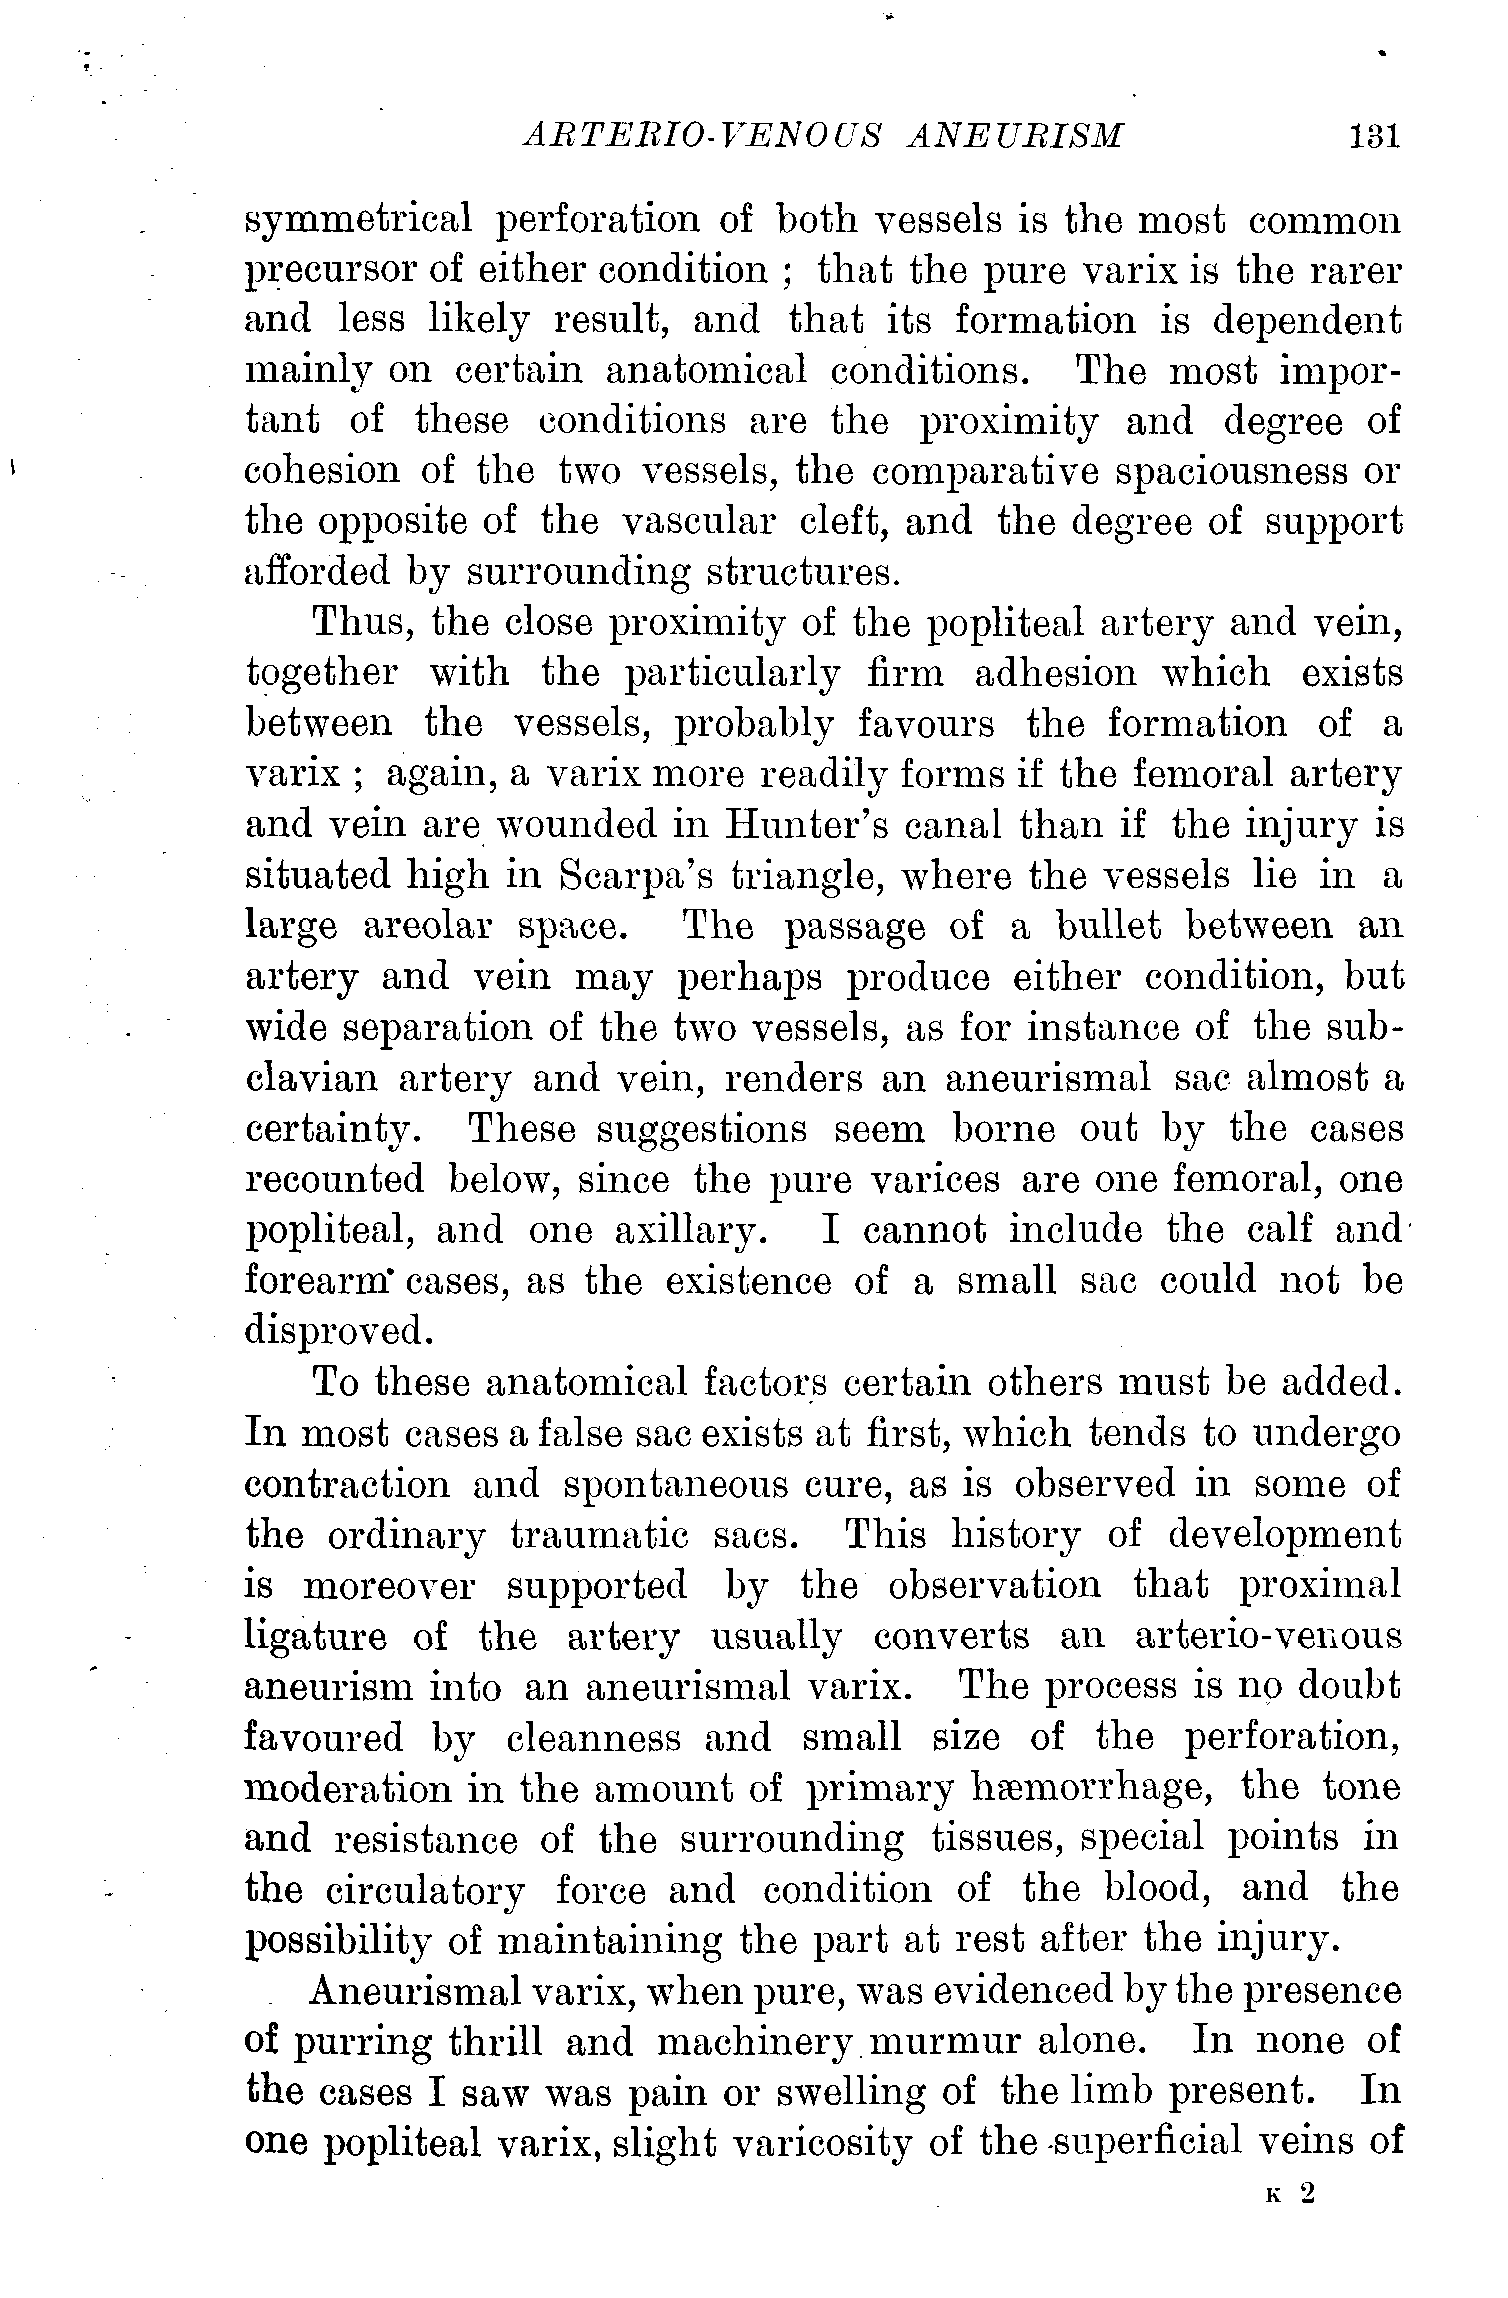 ARTERIO-VENOUS ANEURISM 131
symmetrical perforation of both vessels is the most common
precursor of either condition ; that the pure varix is the rarer
and less likely result, and that its formation is dependent
mainly on certain anatomical conditions. The most impor-
tant of these conditions are the proximity and degree of
cohesion of the two vessels, the comparative spaciousness or
the opposite of the vascular cleft, and the degree of support
afforded by surrounding structures.
Thus, the close proximity of the popliteal artery and vein,
together with the particularly firm adhesion which exists
between the vessels, probably favours the formation of a
varix ; again, a varix more readily forms if the femoral artery
and vein are wounded in Hunter's canal than if the injury is
situated high in Scarpa's triangle, where the vessels lie in a
large areolar space. The passage of a bullet between an
artery and vein may perhaps produce either condition, but
wide separation of the two vessels, as for instance of the sub-
clavian artery and vein, renders an aneurismal sac almost a
certainty. These suggestions seem borne out by the cases
recounted below, since the pure varices are one femoral, one
popliteal, and one axillary. I cannot include the calf and
forearm cases, as the existence of a small sac could not be
disproved.
To these anatomical factors certain others must be added.
In most cases a false sac exists at first, which tends to undergo
contraction and spontaneous cure, as is observed in some of
the ordinary traumatic sacs. This history of development
is moreover supported by the observation that proximal
ligature of the artery usually converts an arterio-venous
aneurism into an aneurismal varix. The process is no doubt
favoured by cleanness and small size of the perforation,
moderation in the amount of primary hæmorrhage, the tone
and resistance of the surrounding tissues, special points in
the circulatory force and condition of the blood, and the
possibility of maintaining the part at rest after the injury.
Aneurismal varix, when pure, was evidenced by the presence
of purring thrill and machinery murmur alone. In none of
the cases I saw was pain or swelling of the limb present. In
one popliteal varix, slight varicosity of the superficial veins of
K 2